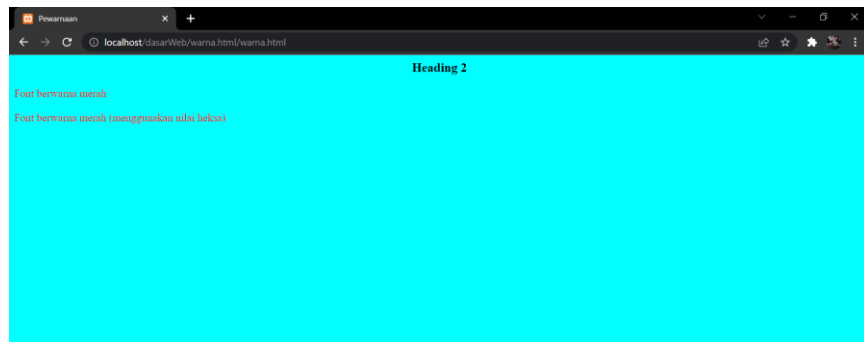 Pewarnaan
localhost/dasarWeb/warna.html/warna.html
Heading 2
Font berwarna merah
Font berwarna merah (menggunakan nilai heksa)